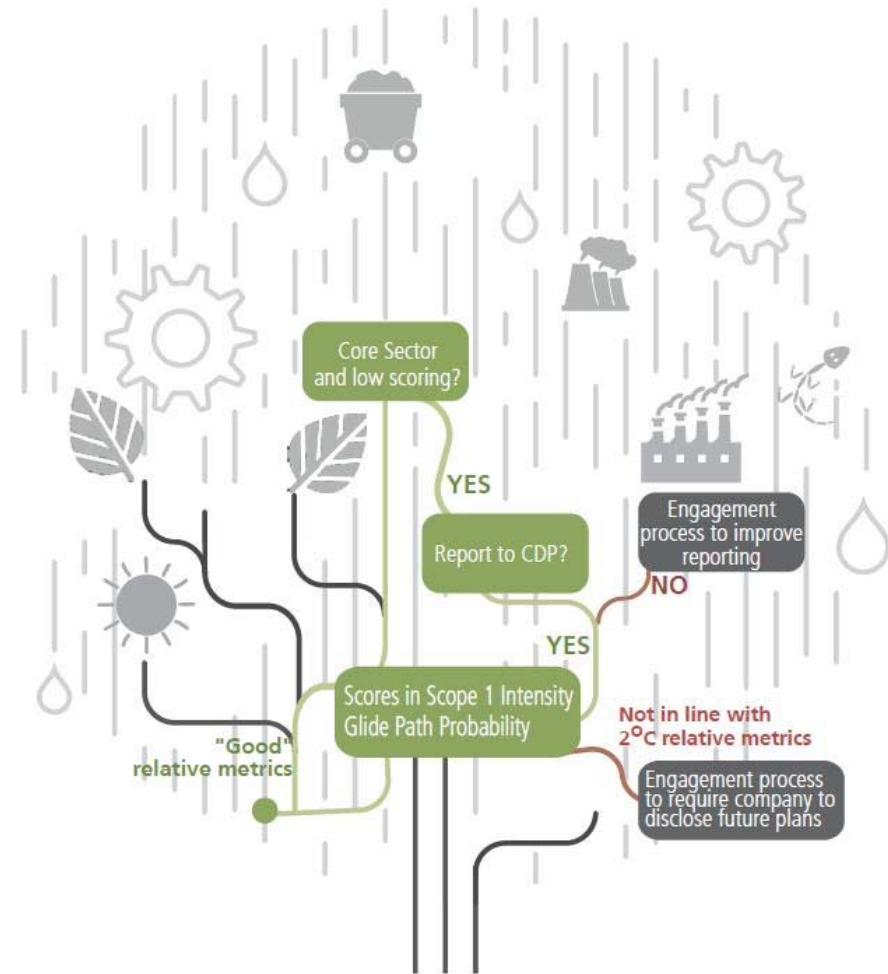 Core Sector
and low scoring?
YES
Report to CDP?
Engagement
process to improve
reporting
NO
YES
Scores in Scope 1 Intensity
Glide Path Probability
"Good"
relative metrics
Not in line with
2°C relative metrics
Engagement process
to require company to
disclose future plans